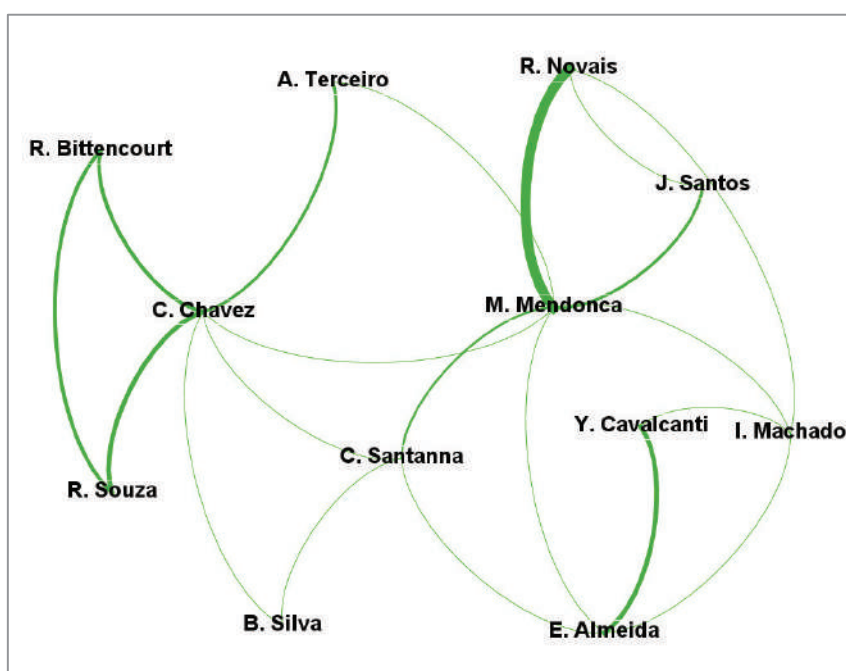 R. Novais
A. Terceiro
R. Bittencourt
J. Santos
C. Chavez
M. Mendonca
Y. Cavalcanti
I. Machado
C. Santanna
R. Souza
B. Silva
E. Almeida